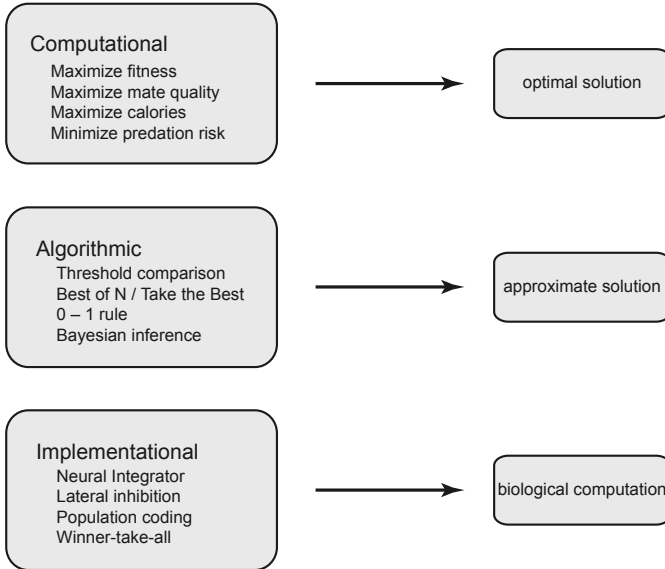 Computational
Maximize fitness
Maximize mate quality
Maximize calories
Minimize predation risk
optimal solution
Algorithmic
Threshold comparison
Best of N / Take the Best
0 – 1 rule
Bayesian inference
approximate solution
Implementational
Neural Integrator
Lateral inhibition
Population coding
Winner-take-all
biological computation